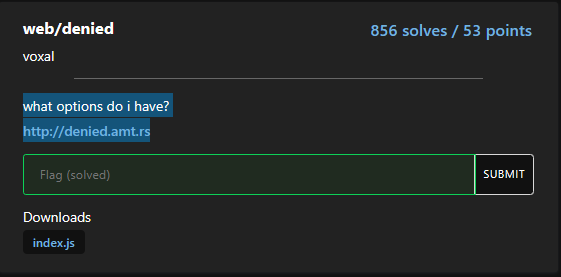 web/denied
856 solves / 53 points
voxal
what options do i have?
http://denied.amt.rs
Flag (solved)
SUBMIT
Downloads
index.js